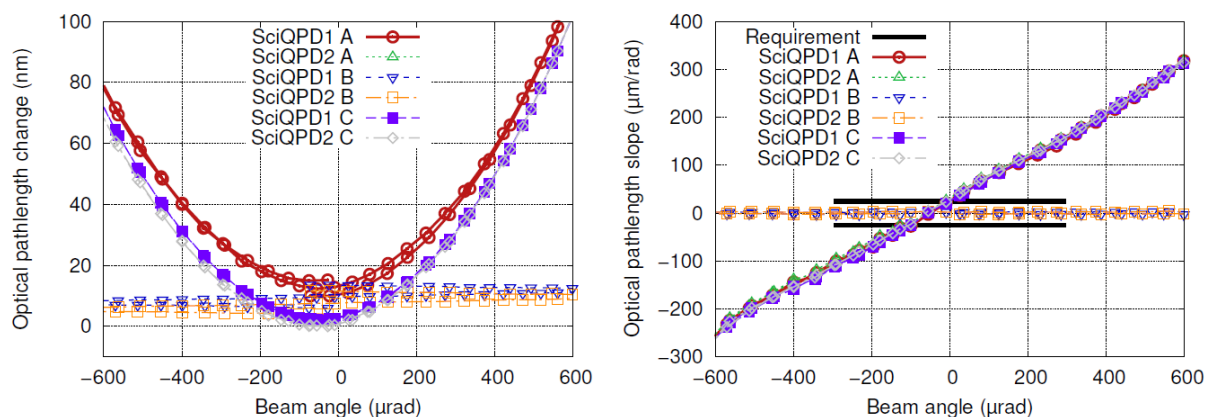 Optical pathlength change (nm)
100
80
60
40
20
0
SciQPD1 A
SciQPD2 A
SciQPD1 B
SciQPD2 B
SciQPD1 C
SciQPD2 C
−600 −400 −200 0 200 400 600
Beam angle (μrad)
Optical pathlength slope (μm/rad)
400
300
200
100
0
−100
−200
−300
Requirement
SciQPD1 A
SciQPD2 A
SciQPD1 B
SciQPD2 B
SciQPD1 C
SciQPD2 C
−600 −400 −200 0 200 400 600
Beam angle (μrad)